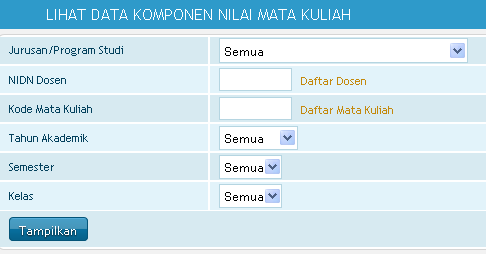 LIHAT DATA KOMPONEN NILAI MATA KULIAH
Jurusan/Program Studi Semua
NIDN Dosen Daftar Dosen
Kode Mata Kuliah Daftar Mata Kuliah
Tahun Akademik Semua
Semester Semua
Kelas Semua
Tampilkan